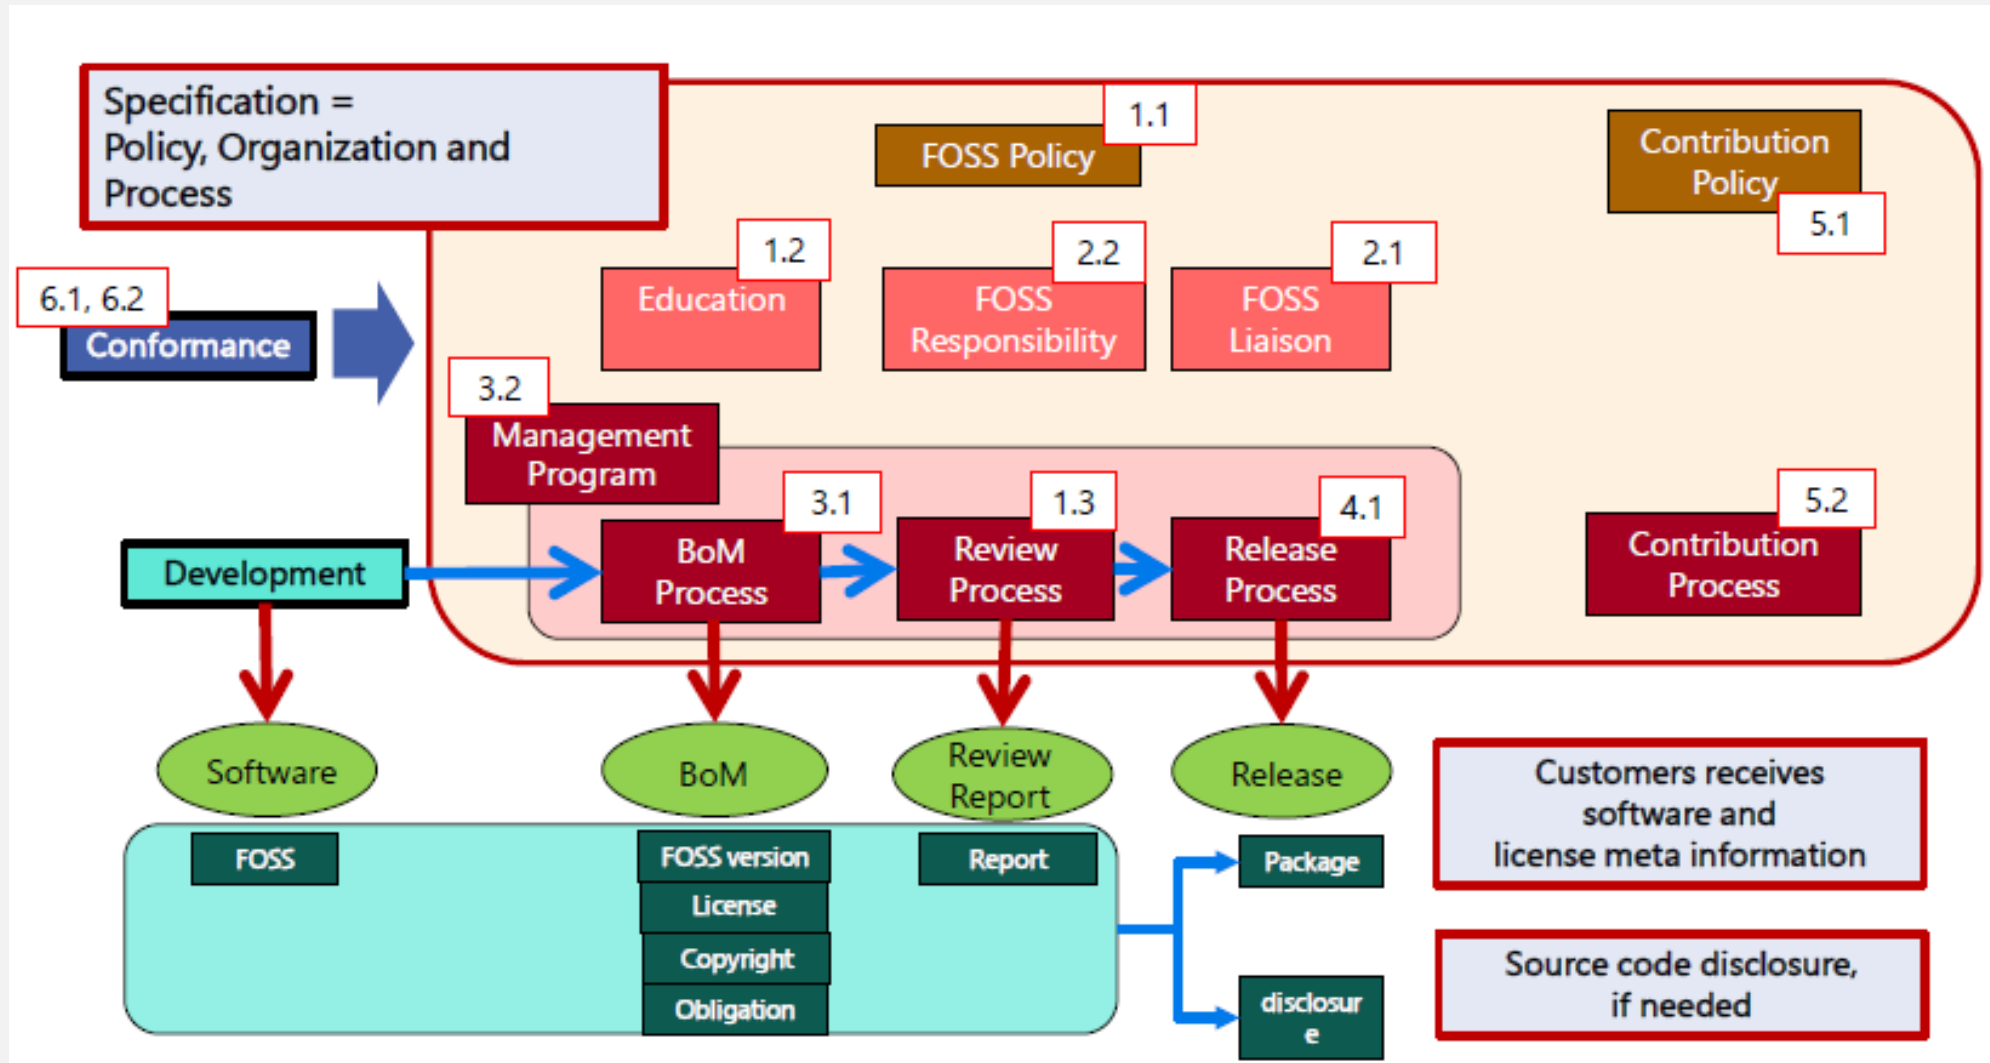 Specification =
Policy, Organization and
Process
1.1
FOSS Policy
Contribution
Policy
5.1
1.2
Education
2.2
FOSS
Responsibility
2.1
FOSS
Liaison
6.1, 6.2
Conformance
3.2
Management
Program
3.1
BoM
Process
1.3
Review
Process
4.1
Release
Process
5.2
Contribution
Process
Development
Software
BoM
Review
Report
Release
FOSS
FOSS version
License
Copyright
Obligation
Report
Package
disclosur
e
Customers receives
software and
license meta information
Source code disclosure,
if needed